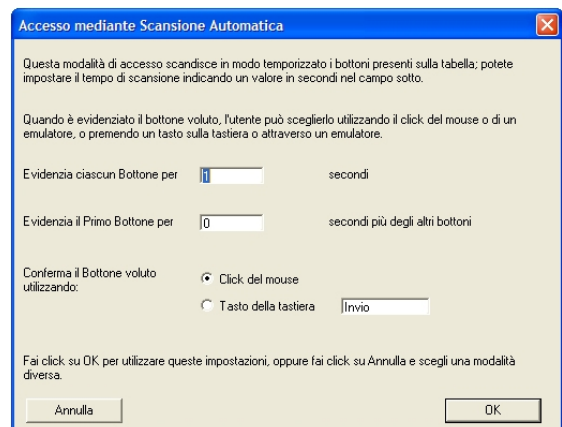 Accesso mediante Scansione Automatica
Questa modalità di accesso scandisce in modo temporizzato i bottoni presenti sulla tabella; potete
impostare il tempo di scansione indicando un valore in secondi nel campo sotto.
Quando è evidenziato il bottone voluto, l'utente può sceglierlo utilizzando il click del mouse o di un
emulatore, o premendo un tasto sulla tastiera o attraverso un emulatore.
Evidenzia ciascun Bottone per 1 secondi
Evidenzia il Primo Bottone per 0 secondi più degli altri bottoni
Conferma il Bottone voluto
utilizzando:
Click del mouse
Tasto della tastiera Invio
Fai click su OK per utilizzare queste impostazioni, oppure fai click su Annulla e scegli una modalità
diversa.
Annulla OK